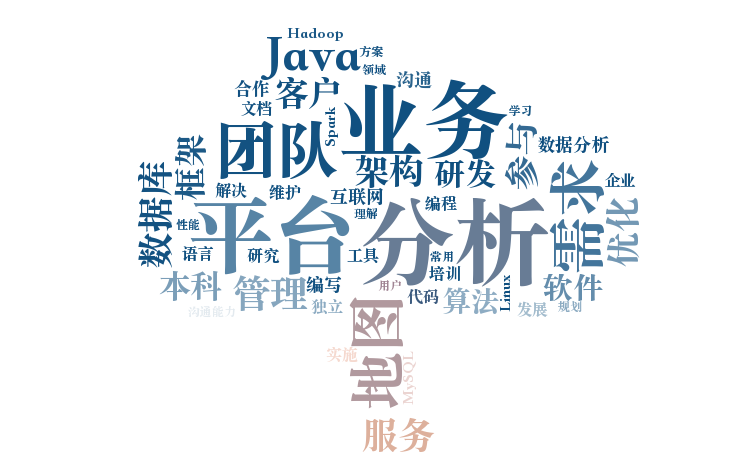 Hadoop
Java
方案
领域
沟通
合作
客户
文档
业务
学习
Spark
团队
参与
数据分析
框架
架构
研发
数据库
解决
维护
互联网
需求
企业
编程
理解
优化
平台
分析
性能
语言
研究
工具
常用
培训
本科
管理
编写
用户
代码
算法
Linux
软件
沟通能力
独立
发展
规划
地图
实施
MySQL
服务